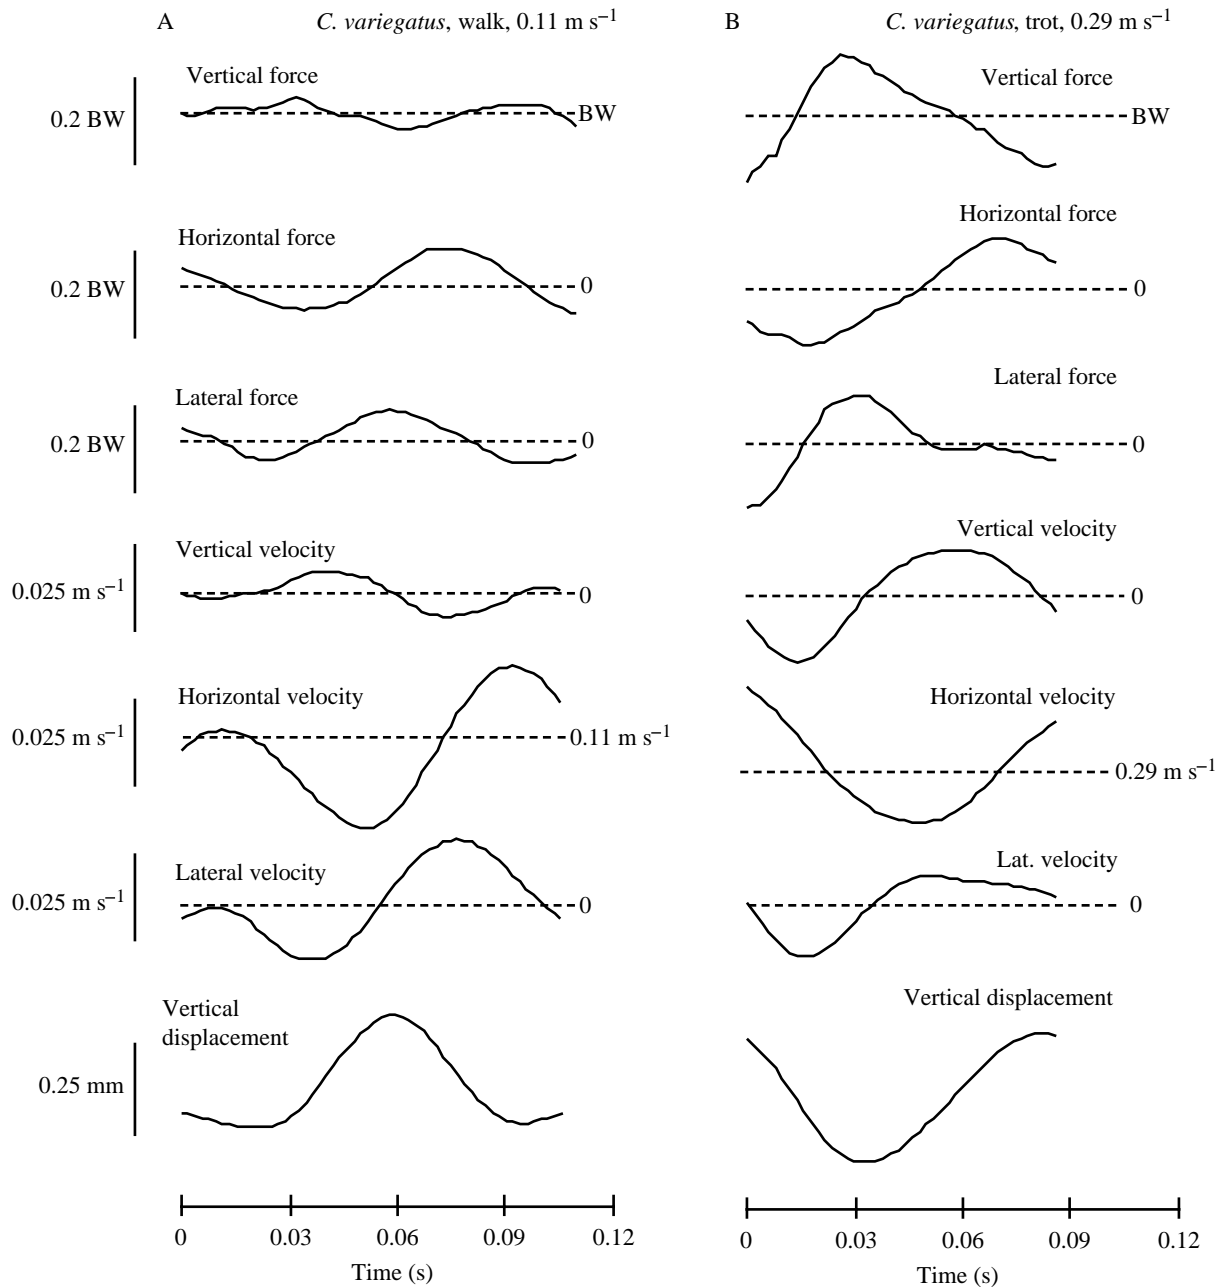 A
C. variegatus, walk, 0.11 m s⁻¹
Vertical force
0.2 BW
BW
Horizontal force
0.2 BW
0
Lateral force
0.2 BW
0
Vertical velocity
0.025 m s⁻¹
0
Horizontal velocity
0.025 m s⁻¹
0.11 m s⁻¹
Lateral velocity
0.025 m s⁻¹
0
Vertical
displacement
0.25 mm
0 0.03 0.06 0.09 0.12
Time (s)
B
C. variegatus, trot, 0.29 m s⁻¹
Vertical force
BW
Horizontal force
0
Lateral force
0
Vertical velocity
0
Horizontal velocity
0.29 m s⁻¹
Lat. velocity
0
Vertical displacement
0 0.03 0.06 0.09 0.12
Time (s)